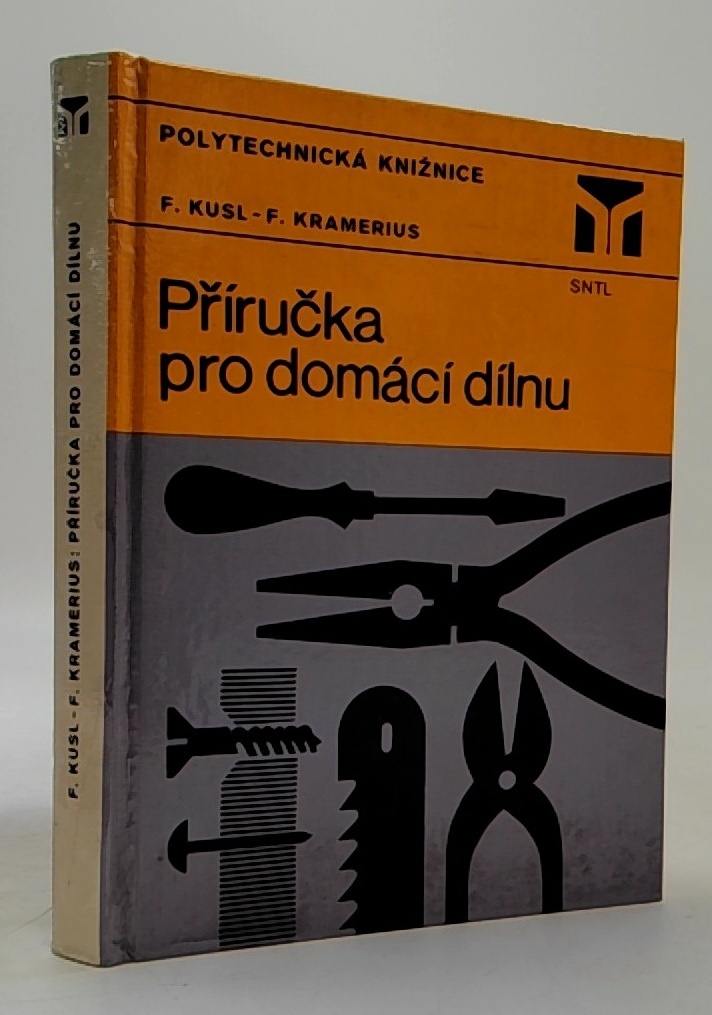 POLYTECHNICKÁ KNIŽNICE
F. KUSL - F. KRAMERIUS
SNTL
Příručka
pro domácí dílnu
F. KUSL - F. KRAMERIUS: PŘÍRUČKA PRO DOMÁCÍ DÍLNU